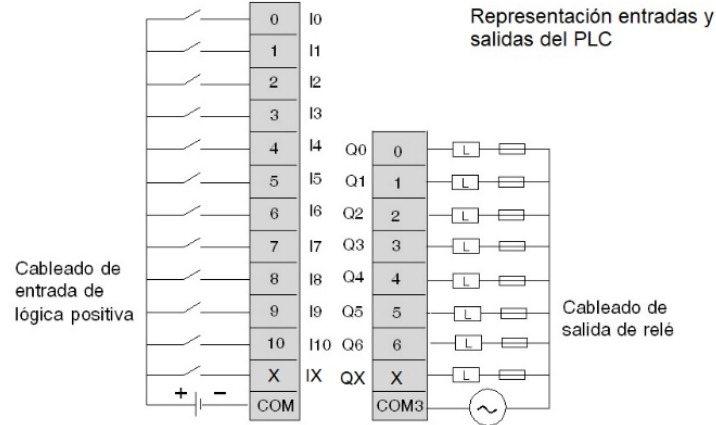 Representación entradas y
salidas del PLC
0 I0
1 I1
2 I2
3 I3
4 I4
5 I5
6 I6
7 I7
8 I8
9 I9
10 I10
X IX
COM
Q0 0 L
Q1 1 L
Q2 2 L
Q3 3 L
Q4 4 L
Q5 5 L
Q6 6 L
QX X L
COM3
Cableado de
entrada de
lógica positiva
+ −
Cableado de
salida de relé
~